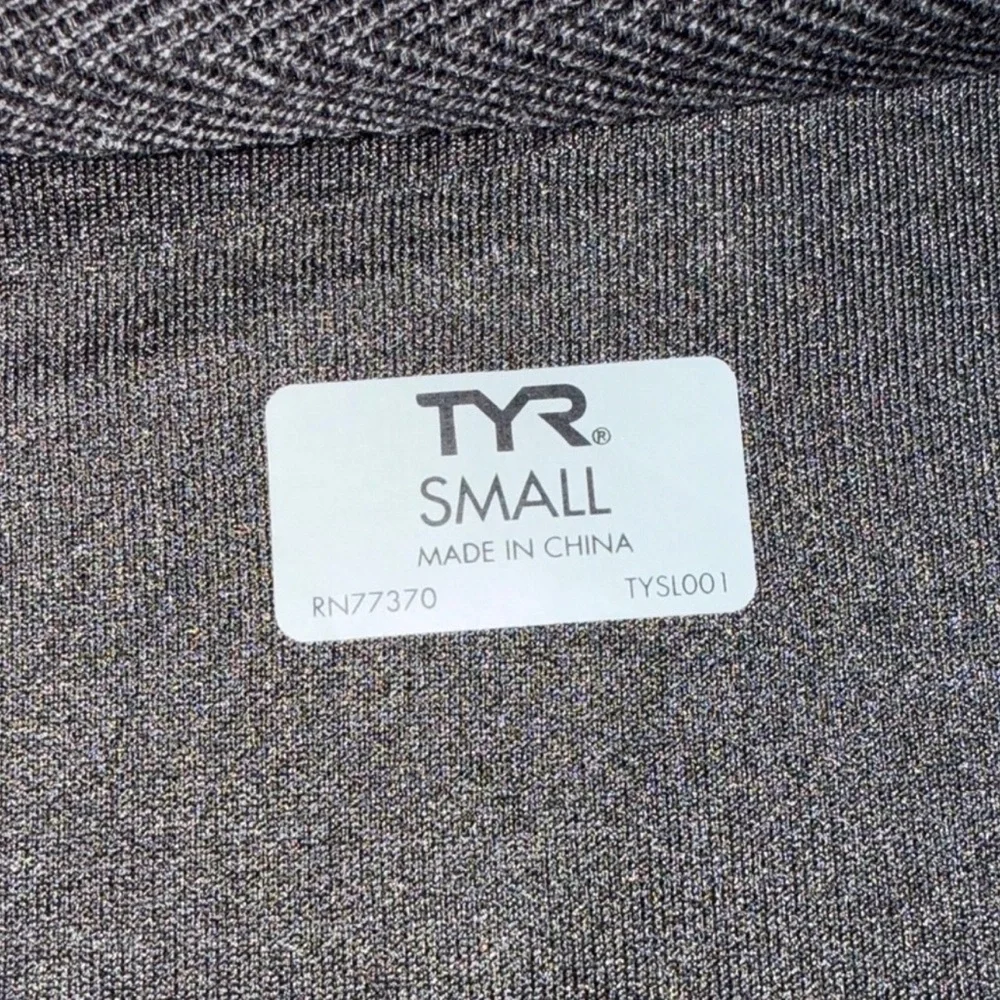 TYR®
SMALL
MADE IN CHINA
RN77370 TYSL001